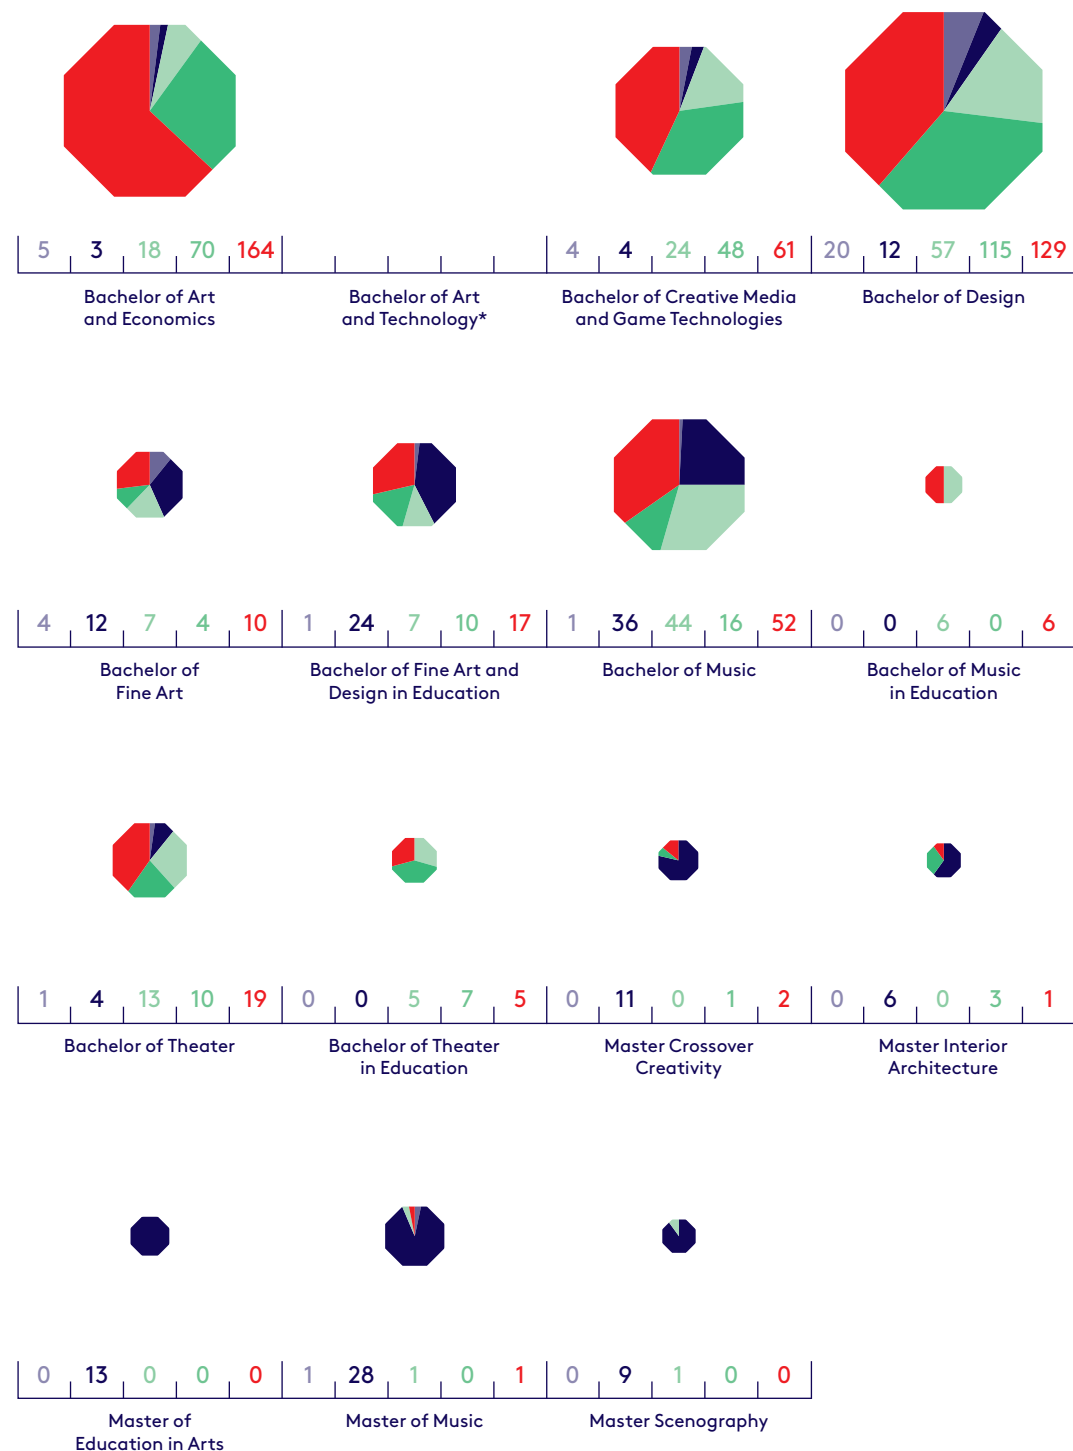 5 3 18 70 164 4 4 24 48 61 20 12 57 115 129
Bachelor of Art
and Economics
Bachelor of Art
and Technology*
Bachelor of Creative Media
and Game Technologies
Bachelor of Design
4 12 7 4 10 1 24 7 10 17 1 36 44 16 52 0 0 6 0 6
Bachelor of
Fine Art
Bachelor of Fine Art and
Design in Education
Bachelor of Music
Bachelor of Music
in Education
1 4 13 10 19 0 0 5 7 5 0 11 0 1 2 0 6 0 3 1
Bachelor of Theater
Bachelor of Theater
in Education
Master Crossover
Creativity
Master Interior
Architecture
0 13 0 0 0 1 28 1 0 1 0 9 1 0 0
Master of
Education in Arts
Master of Music
Master Scenography